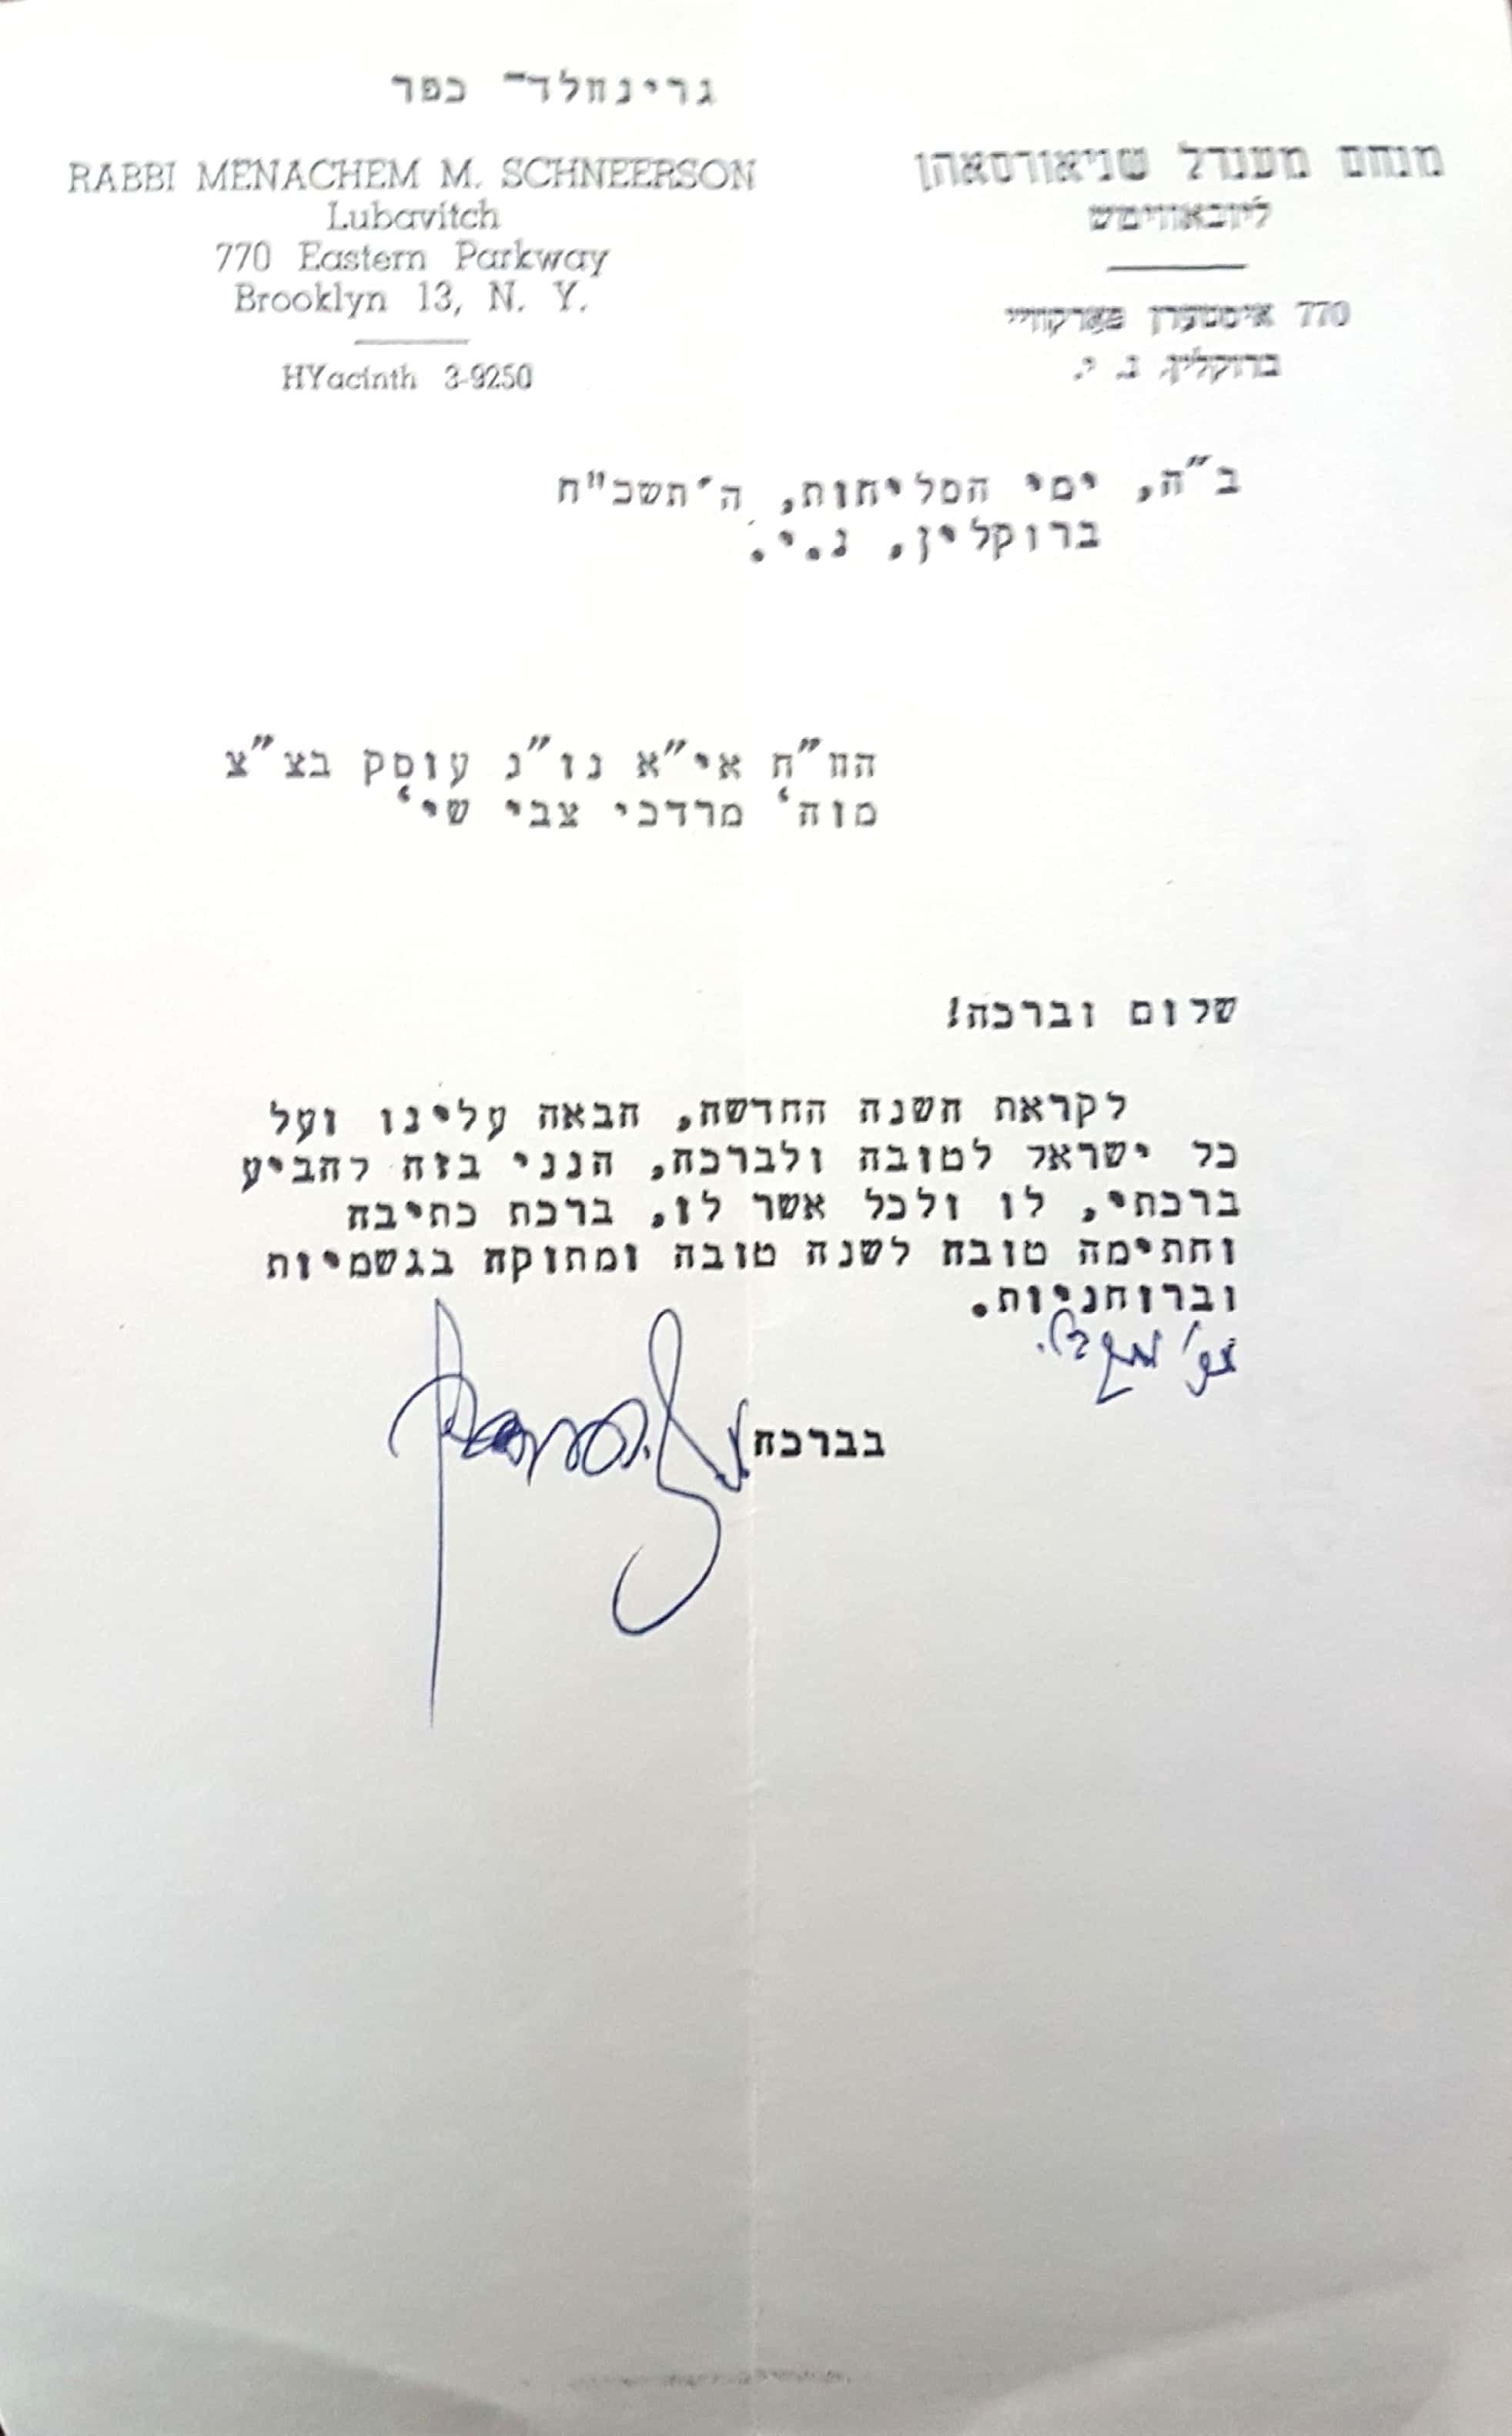 גרינוולד- כפר
מנחם מענדל שניאורסאהן
ליובאוויטש
770 איסטערן פארקוויי
ברוקלין, נ. י.
RABBI MENACHEM M. SCHNEERSON
Lubavitch
770 Eastern Parkway
Brooklyn 13, N. Y.
HYacinth 3-9250
ב"ה, ימי הסליחות, ה'תשכ"ח
ברוקלין, נ.י.
הוו"ח אי"א נו"נ עוסק בצ"צ
מוה' מרדכי צבי שי'
שלום וברכה!
לקראת השנה החדשה, הבאה עלינו ועל
כל ישראל לטובה ולברכה, הנני בזה להביע
ברכתי, לו ולכל אשר לו, ברכת כתיבה
וחתימה טובה לשנה טובה ומתוקה בגשמיות
וברוחניות.
בברכה